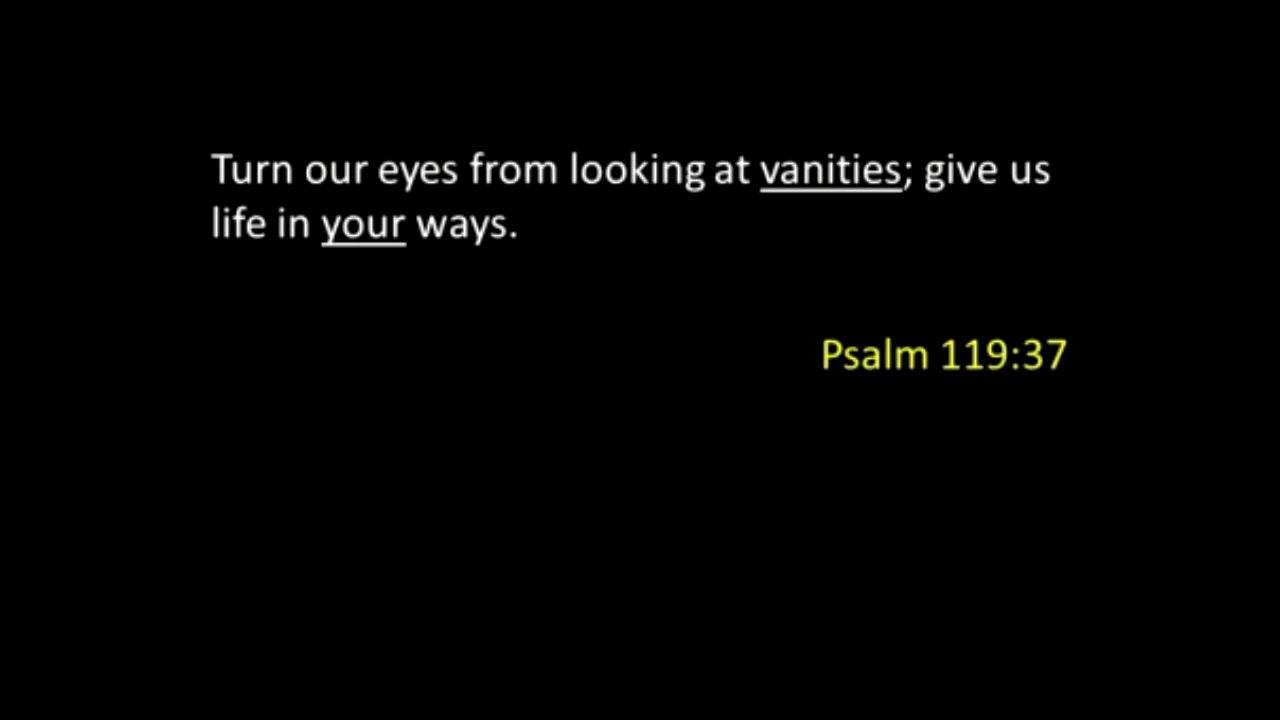 Turn our eyes from looking at vanities; give us
life in your ways.
Psalm 119:37